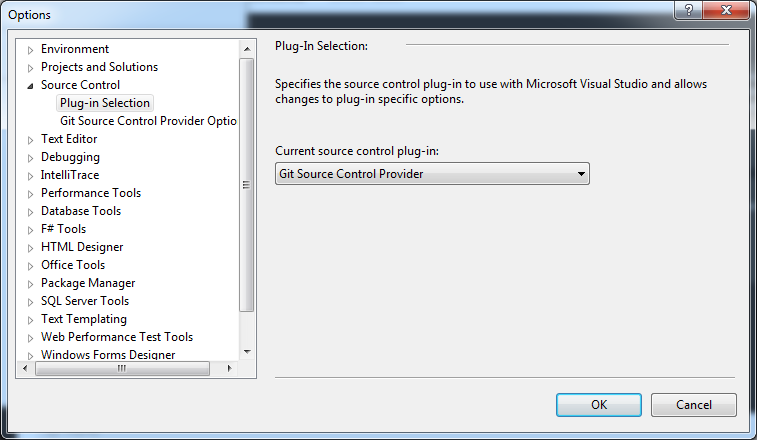 Options
Environment
Projects and Solutions
Source Control
Plug-in Selection
Git Source Control Provider Optio
Text Editor
Debugging
IntelliTrace
Performance Tools
Database Tools
F# Tools
HTML Designer
Office Tools
Package Manager
SQL Server Tools
Text Templating
Web Performance Test Tools
Windows Forms Designer
Plug-In Selection:
Specifies the source control plug-in to use with Microsoft Visual Studio and allows
changes to plug-in specific options.
Current source control plug-in:
Git Source Control Provider
OK
Cancel